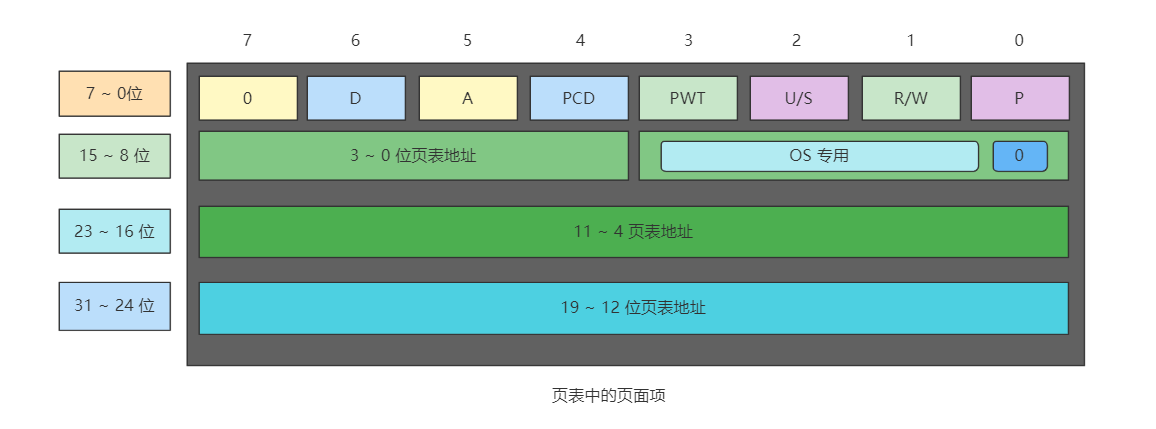 7 6 5 4 3 2 1 0
7 ~ 0位 0 D A PCD PWT U/S R/W P
15 ~ 8 位 3 ~ 0 位页表地址 OS 专用 0
23 ~ 16 位 11 ~ 4 页表地址
31 ~ 24 位 19 ~ 12 位页表地址
页表中的页面项